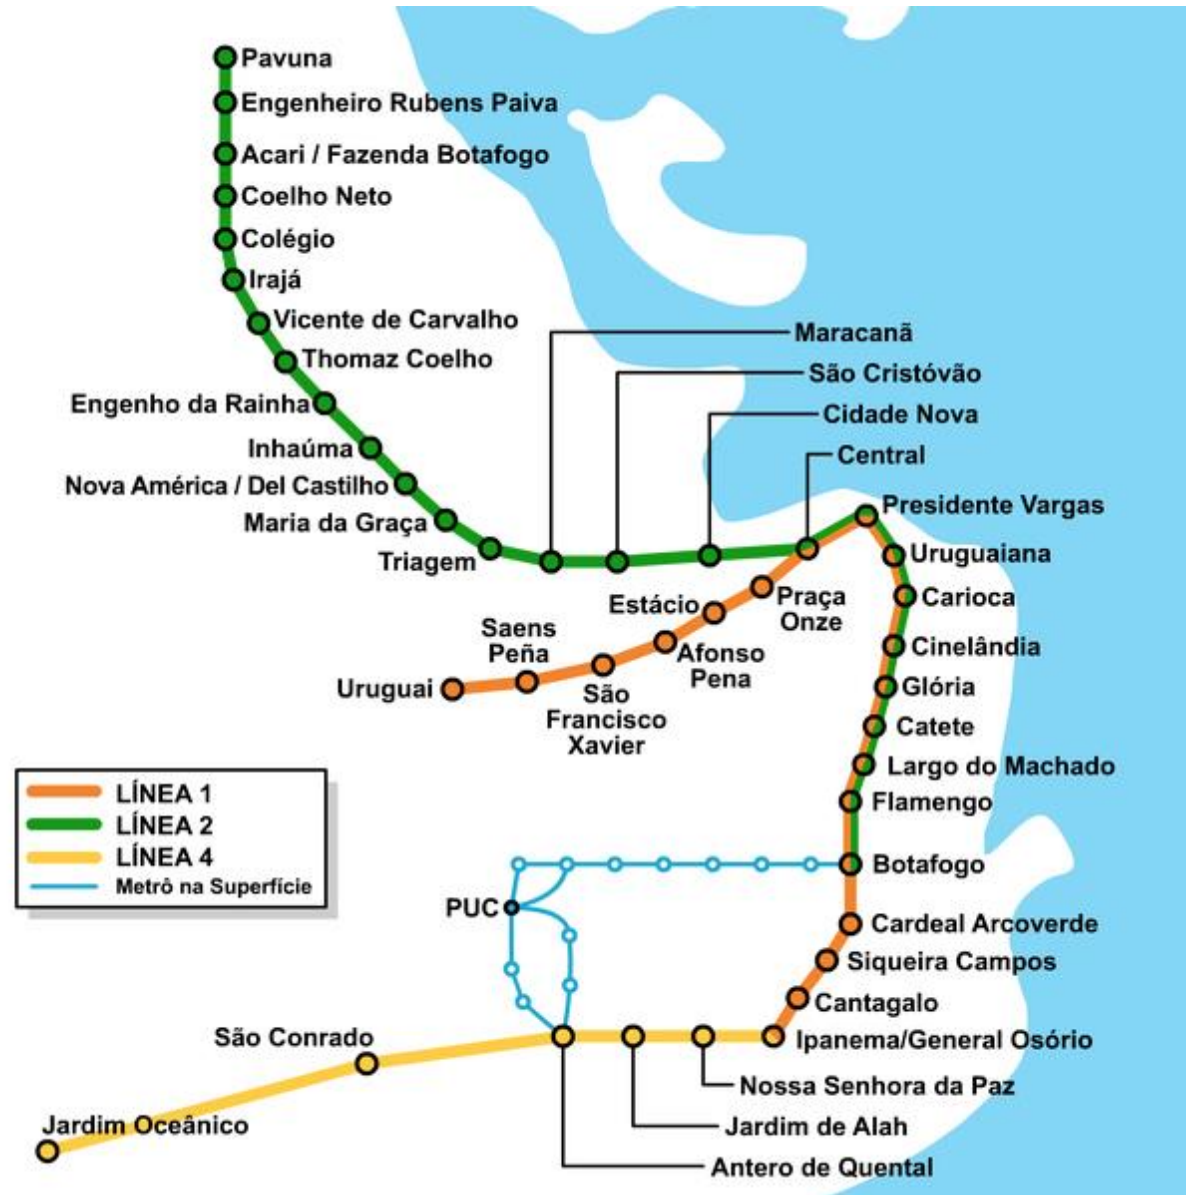 Pavuna
Engenheiro Rubens Paiva
Acari / Fazenda Botafogo
Coelho Neto
Colégio
Irajá
Vicente de Carvalho
Thomaz Coelho
Engenho da Rainha
Inhaúma
Nova América / Del Castilho
Maria da Graça
Triagem
Maracanã
São Cristóvão
Cidade Nova
Central
Presidente Vargas
Uruguaiana
Carioca
Cinelândia
Glória
Catete
Largo do Machado
Flamengo
Botafogo
Cardeal Arcoverde
Siqueira Campos
Cantagalo
Ipanema/General Osório
Praça
Onze
Estácio
Afonso
Pena
São
Francisco
Xavier
Saens
Peña
Uruguai
LÍNEA 1
LÍNEA 2
LÍNEA 4
Metrô na Superfície
PUC
Nossa Senhora da Paz
Jardim de Alah
Antero de Quental
São Conrado
Jardim Oceânico